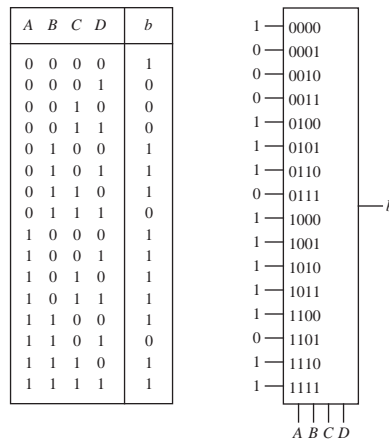 A B C D b
0 0 0 0 1
0 0 0 1 0
0 0 1 0 0
0 0 1 1 0
0 1 0 0 1
0 1 0 1 1
0 1 1 0 1
0 1 1 1 0
1 0 0 0 1
1 0 0 1 1
1 0 1 0 1
1 0 1 1 1
1 1 0 0 1
1 1 0 1 0
1 1 1 0 1
1 1 1 1 1
1 0000
0 0001
0 0010
0 0011
1 0100
1 0101
1 0110
0 0111
1 1000
1 1001
1 1010
1 1011
1 1100
0 1101
1 1110
1 1111
A B C D